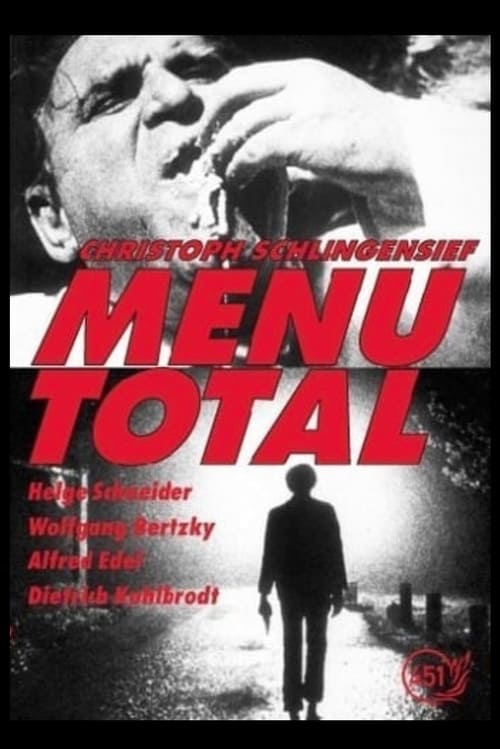 CHRISTOPH SCHLINGENSIEF
MENU
TOTAL
Helge Schneider
Wolfgang Bertzky
Alfred Edel
Dietrich Kuhlbrodt
451